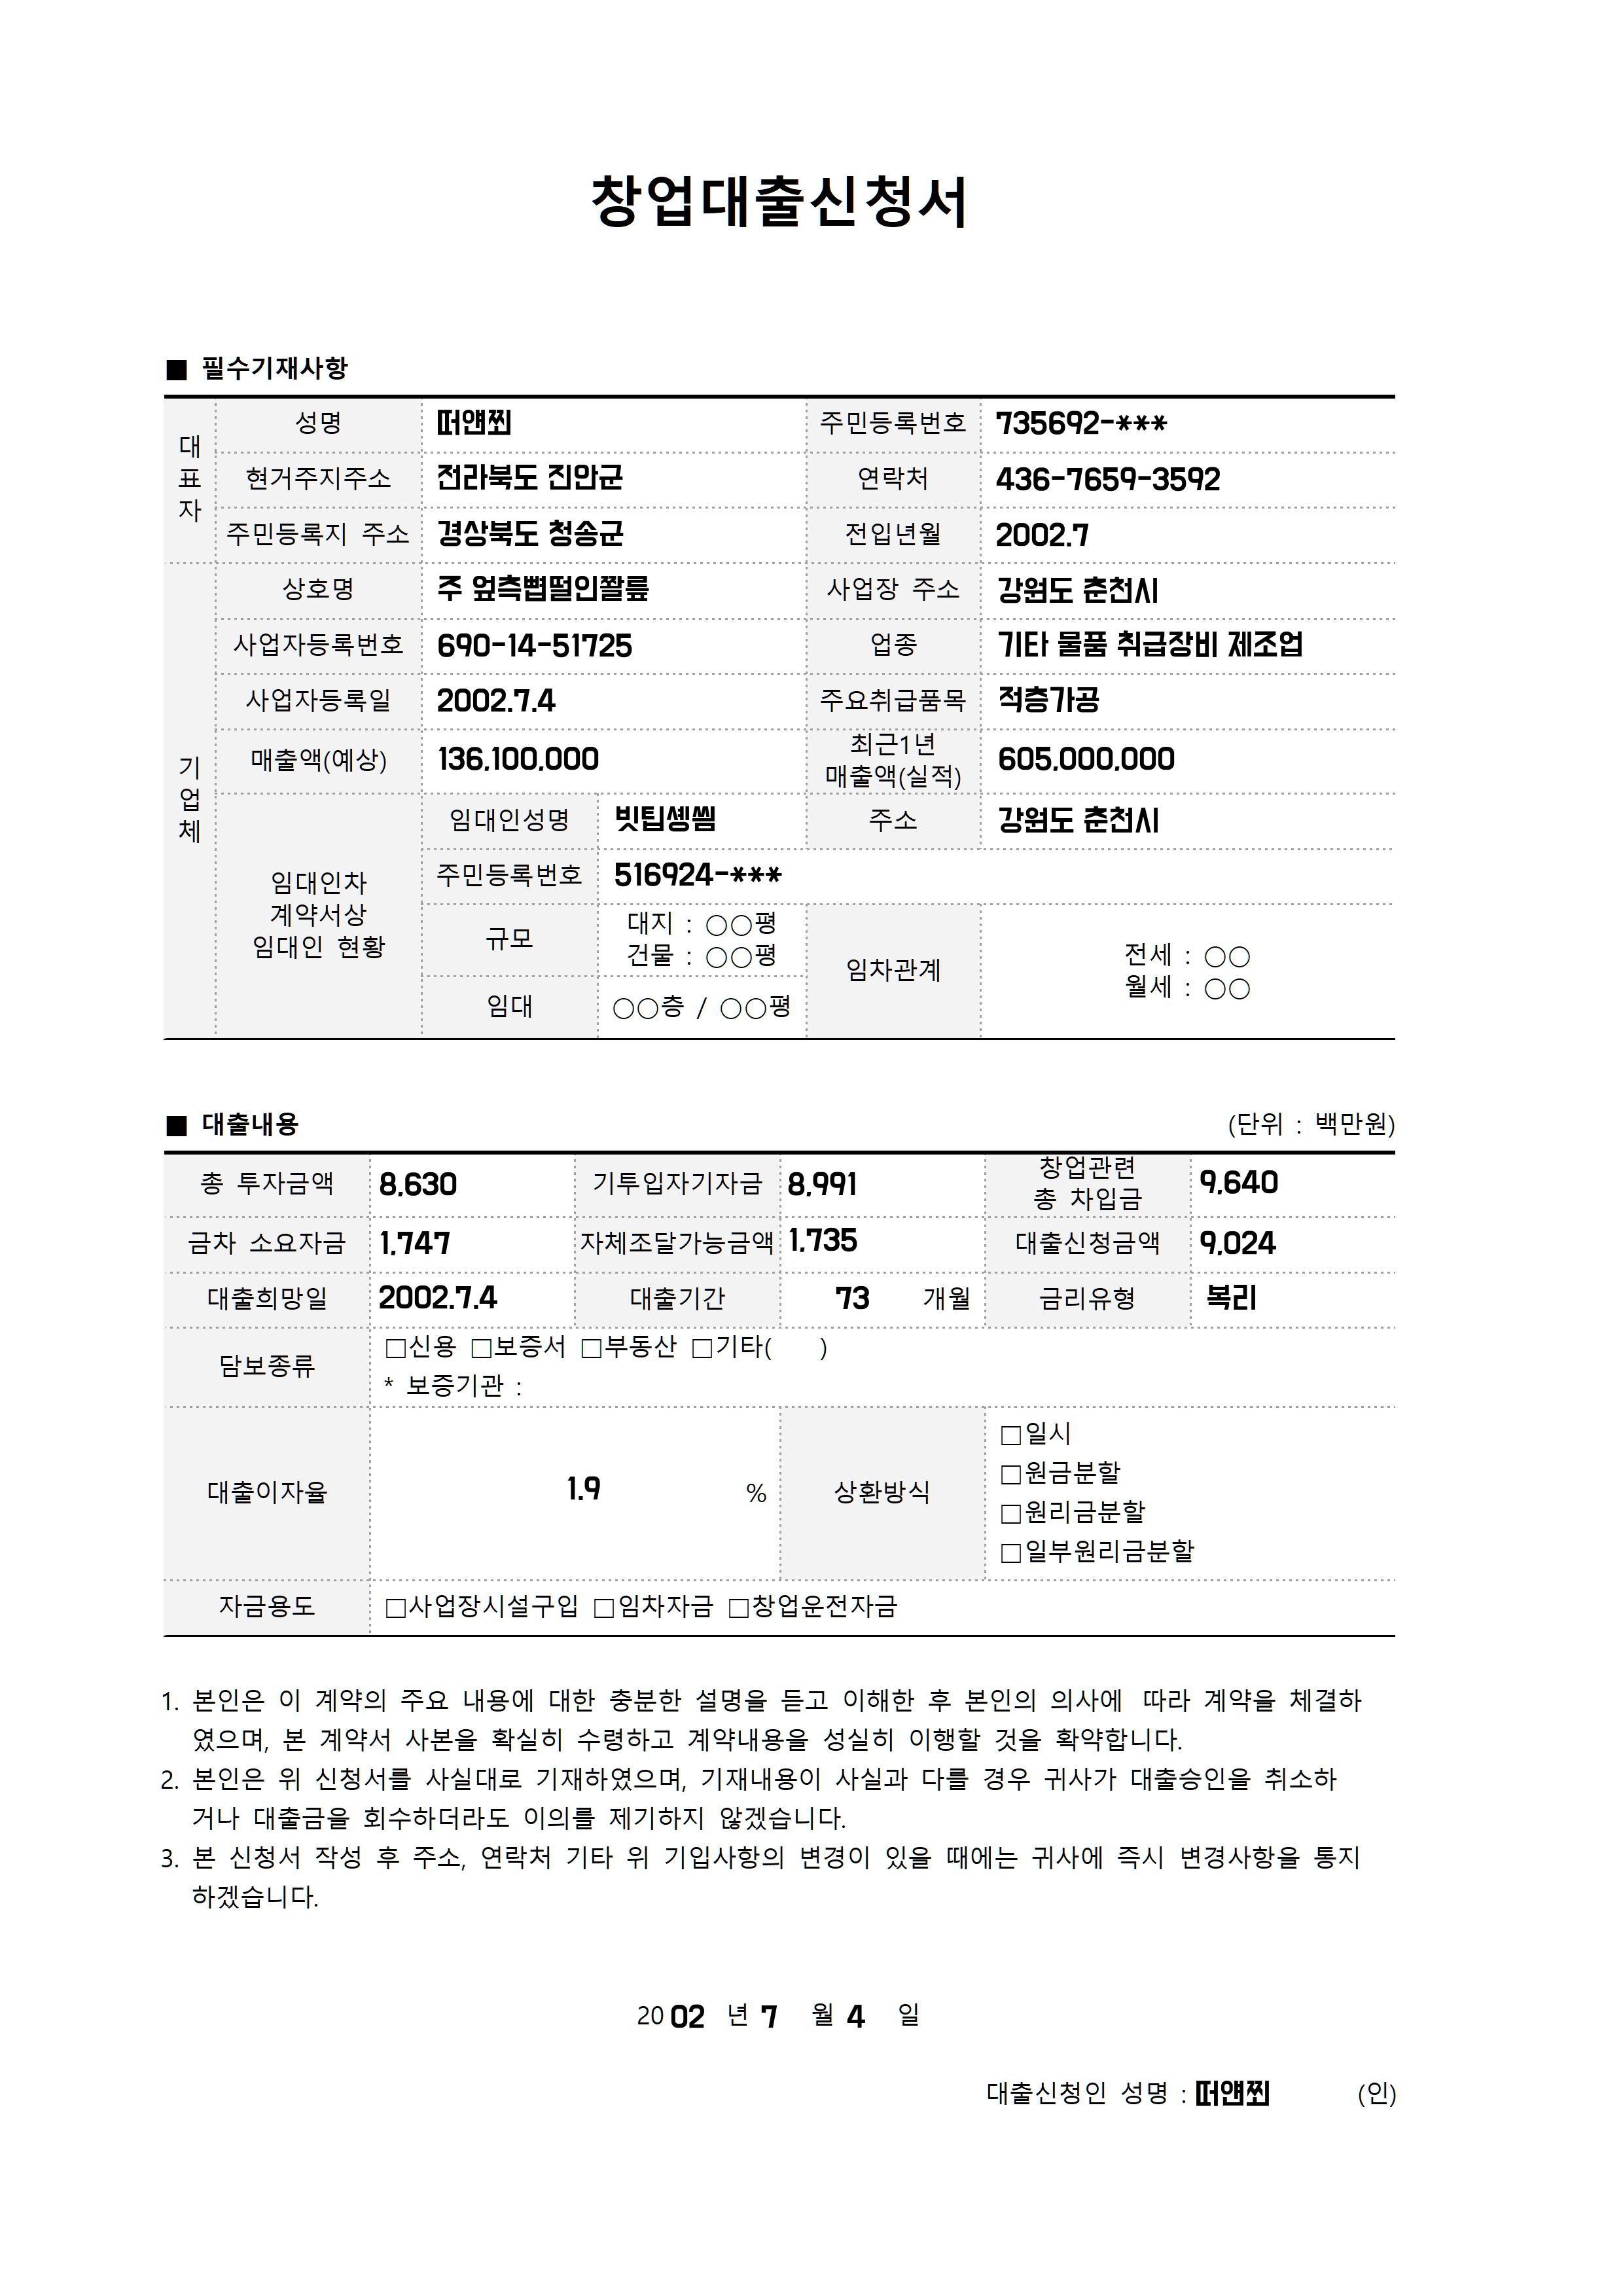 창업대출신청서
■ 필수기재사항
대표자
성명 떠얜쬐 주민등록번호 735692-***
현거주지주소 전라북도 진안군 연락처 436-7659-3592
주민등록지 주소 경상북도 청송군 전입년월 2002.7
기업체
상호명 주 사업장 주소 강원도 춘천시
사업자등록번호 690-14-51725 업종 기타 물품 취급장비 제조업
사업자등록일 2002.7.4 주요취급품목 적층가공
매출액(예상) 136,100,000 최근1년 매출액(실적) 605,000,000
임대인차 계약서상 임대인 현황
임대인성명 빗팁솅씜 주소 강원도 춘천시
주민등록번호 516924-***
규모 대지 : ○○평
건물 : ○○평
임차관계 전세 : ○○
월세 : ○○
임대 ○○층 / ○○평
■ 대출내용 (단위 : 백만원)
총 투자금액 8,630 기투입자기자금 8,991 창업관련 총 차입금 9,640
금차 소요자금 1,747 자체조달가능금액 1,735 대출신청금액 9,024
대출희망일 2002.7.4 대출기간 73 개월 금리유형 복리
담보종류 □신용 □보증서 □부동산 □기타( )
* 보증기관 :
대출이자율 1.9 % 상환방식
□일시
□원금분할
□원리금분할
□일부원리금분할
자금용도 □사업장시설구입 □임차자금 □창업운전자금
1. 본인은 이 계약의 주요 내용에 대한 충분한 설명을 듣고 이해한 후 본인의 의사에 따라 계약을 체결하
였으며, 본 계약서 사본을 확실히 수령하고 계약내용을 성실히 이행할 것을 확약합니다.
2. 본인은 위 신청서를 사실대로 기재하였으며, 기재내용이 사실과 다를 경우 귀사가 대출승인을 취소하
거나 대출금을 회수하더라도 이의를 제기하지 않겠습니다.
3. 본 신청서 작성 후 주소, 연락처 기타 위 기입사항의 변경이 있을 때에는 귀사에 즉시 변경사항을 통지
하겠습니다.
20 02 년 7 월 4 일
대출신청인 성명 : 떠얜쬐 (인)